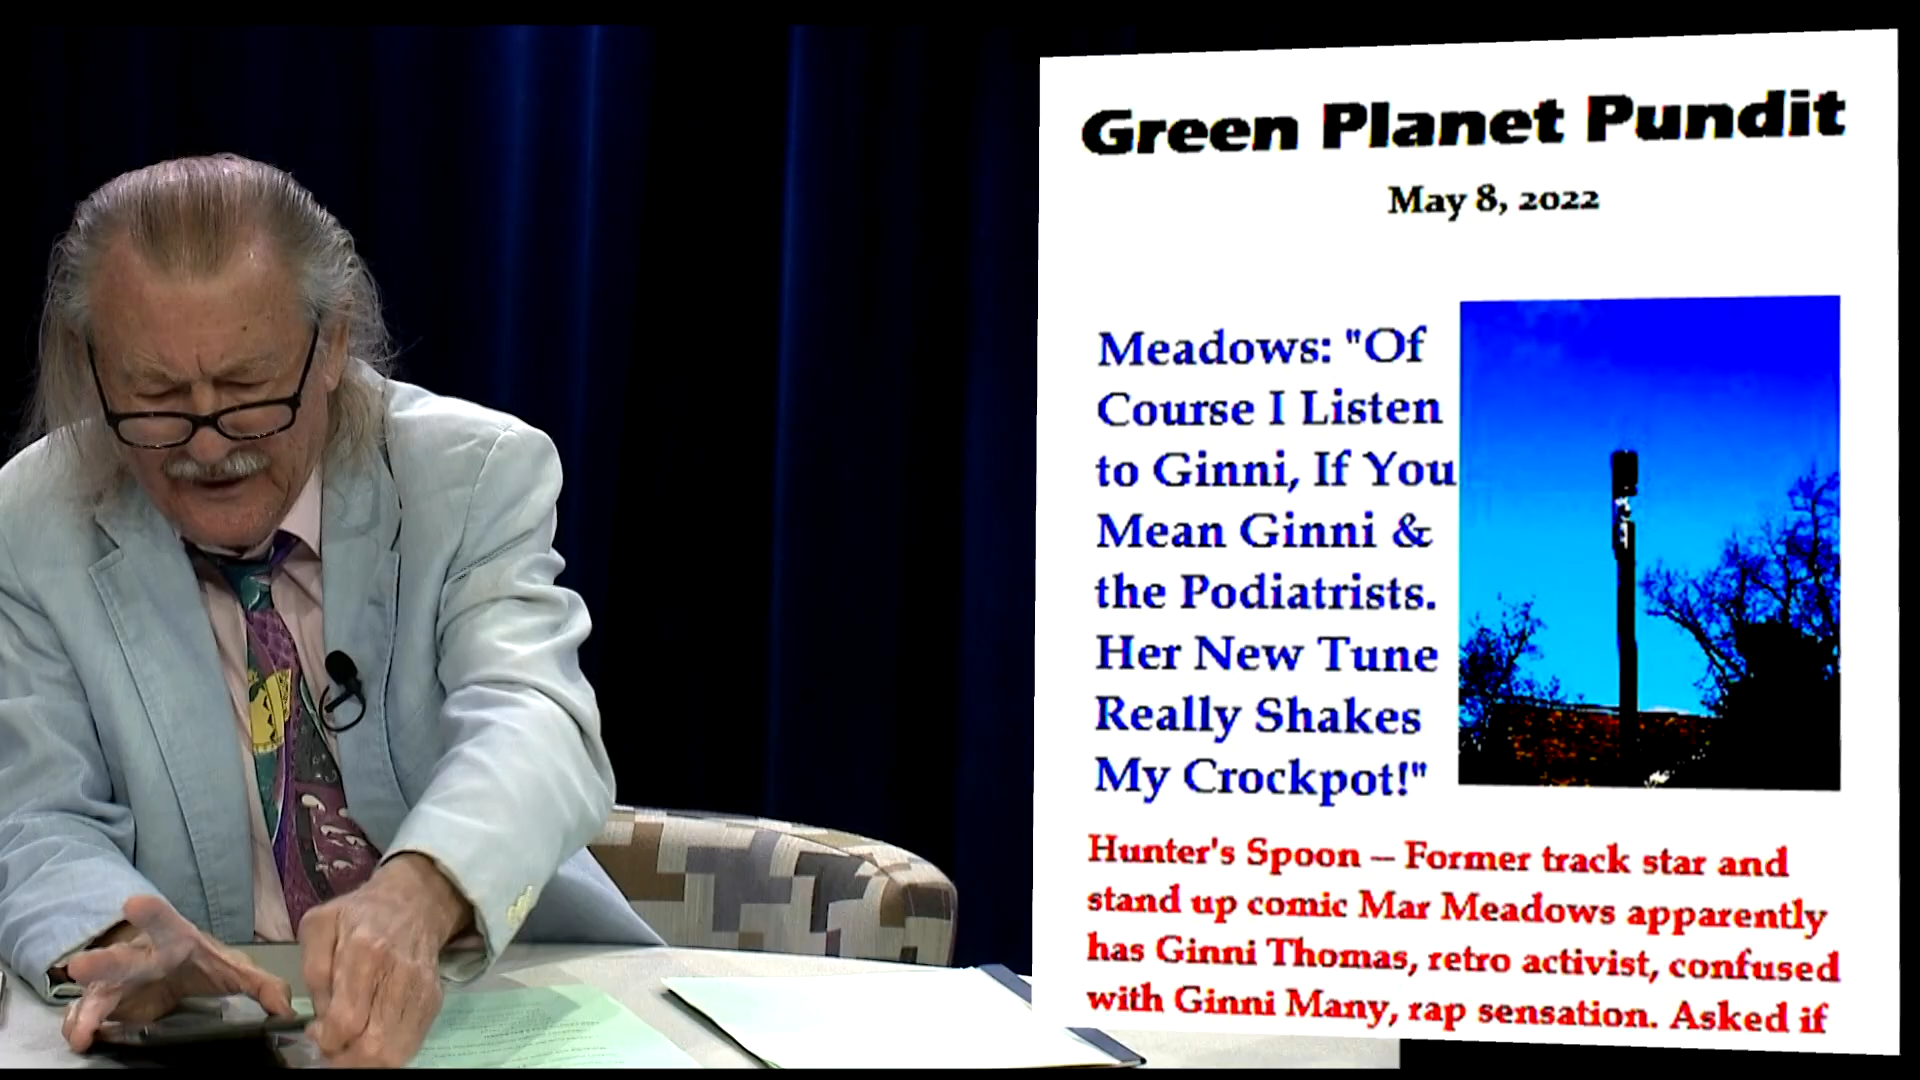 Green Planet Pundit
May 8, 2022
Meadows: "Of
Course I Listen
to Ginni, If You
Mean Ginni &
the Podiatrists.
Her New Tune
Really Shakes
My Crockpot!"
Hunter's Spoon – Former track star and
stand up comic Mar Meadows apparently
has Ginni Thomas, retro activist, confused
with Ginni Many, rap sensation. Asked if